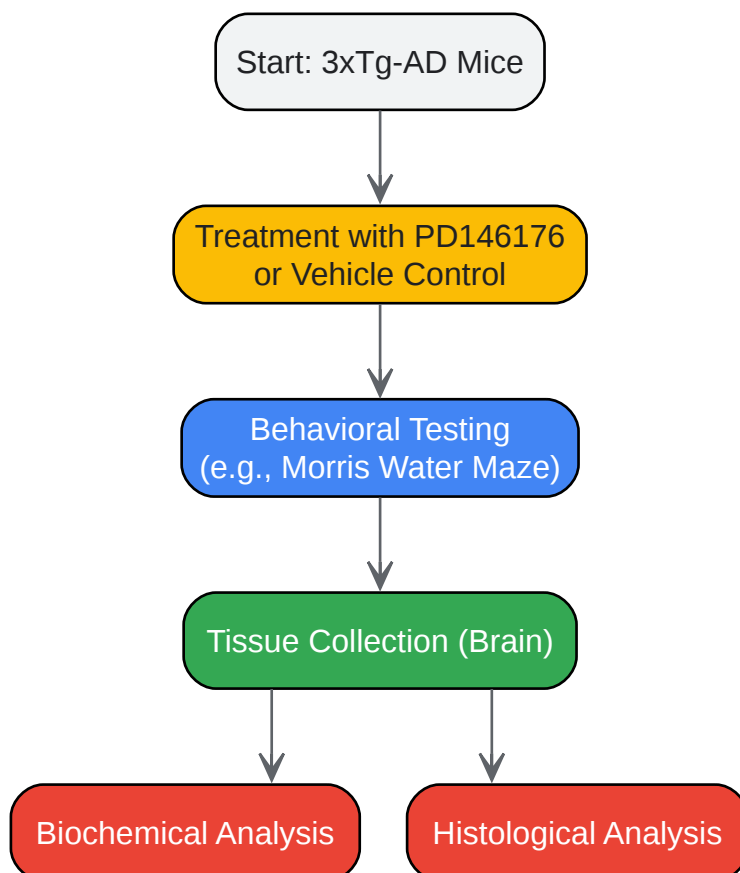 Start: 3xTg-AD Mice
Treatment with PD146176
or Vehicle Control
Behavioral Testing
(e.g., Morris Water Maze)
Tissue Collection (Brain)
Biochemical Analysis
Histological Analysis